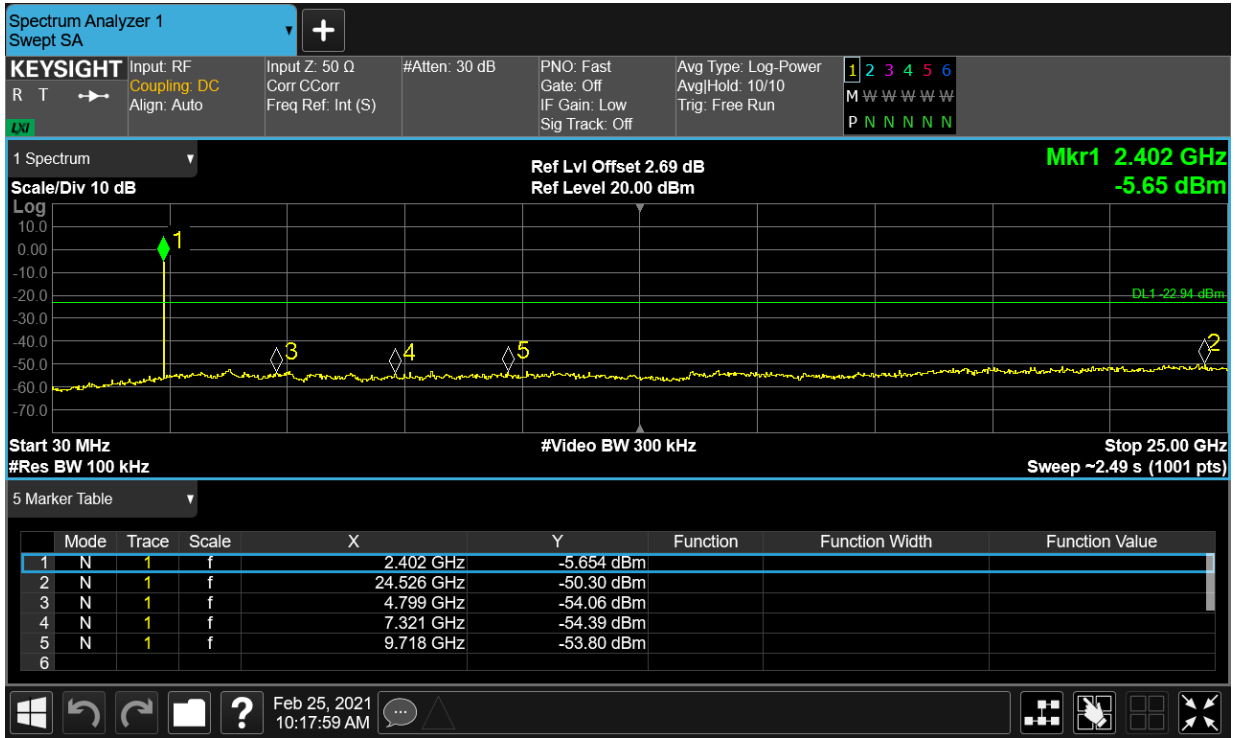 Spectrum Analyzer 1
Swept SA
KEYSIGHT
R T
LXI
Input: RF
Coupling: DC
Align: Auto
Input Z: 50 Ω
Corr CCorr
Freq Ref: Int (S)
#Atten: 30 dB
PNO: Fast
Gate: Off
IF Gain: Low
Sig Track: Off
Avg Type: Log-Power
Avg|Hold: 10/10
Trig: Free Run
1 2 3 4 5 6
M W W W W W
P N N N N N
1 Spectrum
Scale/Div 10 dB
Ref Lvl Offset 2.69 dB
Ref Level 20.00 dBm
Mkr1 2.402 GHz
-5.65 dBm
Log
10.0
0.00
-10.0
-20.0
-30.0
-40.0
-50.0
-60.0
-70.0
1
DL1 -22.94 dBm
3
4
5
2
Start 30 MHz
#Video BW 300 kHz
Stop 25.00 GHz
#Res BW 100 kHz
Sweep ~2.49 s (1001 pts)
5 Marker Table
Mode Trace Scale X Y Function Function Width Function Value
1 N 1 f 2.402 GHz -5.654 dBm
2 N 1 f 24.526 GHz -50.30 dBm
3 N 1 f 4.799 GHz -54.06 dBm
4 N 1 f 7.321 GHz -54.39 dBm
5 N 1 f 9.718 GHz -53.80 dBm
6
?
Feb 25, 2021
10:17:59 AM